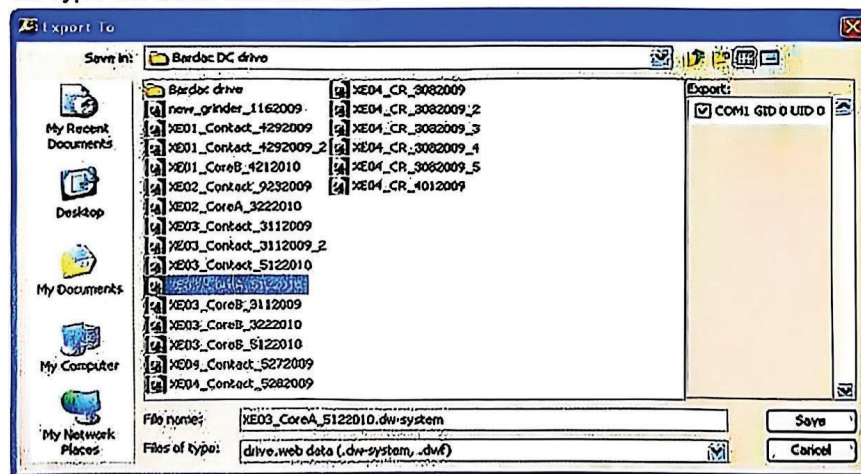 Export To
Save in: Bardac DC drive
My Recent Documents
Desktop
My Documents
My Computer
My Network Places
Bardac drive
new_grinder_1162009
XE01_Contact_4292009
XE01_Contact_4292009_2
XE01_CoreB_4212010
XE02_Contact_9232009
XE02_CoreA_3222010
XE03_Contact_3112009
XE03_Contact_3112009_2
XE03_Contact_5122010
XE03_CoreB_3112009
XE03_CoreB_3222010
XE03_CoreB_5122010
XE04_Contact_5272009
XE04_Contact_5282009
XE04_CR_3082009
XE04_CR_3082009_2
XE04_CR_3082009_3
XE04_CR_3082009_4
XE04_CR_3082009_5
XE04_CR_4012009
Export:
COM1 GID 0 UID 0
File name: XE03_CoreA_5122010.dw-system
Save
Files of type: drive.web data (.dw-system, .dwf)
Cancel